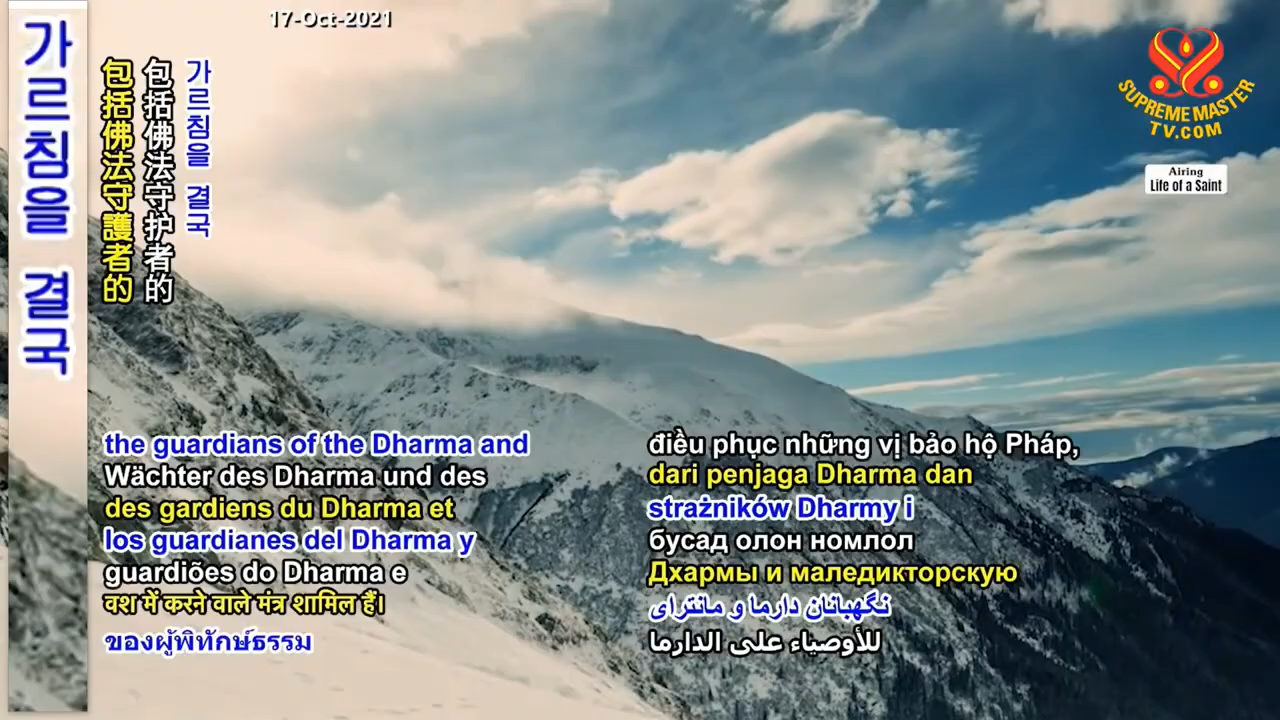 17-Oct-2021
가르침을 결국
包括佛法守護者的
包括佛法守护者的
가르침을 결국
SUPREME MASTER
TV.COM
Airing
Life of a Saint
the guardians of the Dharma and
Wächter des Dharma und des
des gardiens du Dharma et
los guardianes del Dharma y
guardiões do Dharma e
वश में करने वाले मंत्र शामिल हैं।
ของผู้พิทักษ์ธรรม
điều phục những vị bảo hộ Pháp,
dari penjaga Dharma dan
strażników Dharmy i
бусад олон номлол
Дхармы и маледикторскую
نگهبانان دارما و مانترای
للأوصياء على الدارما